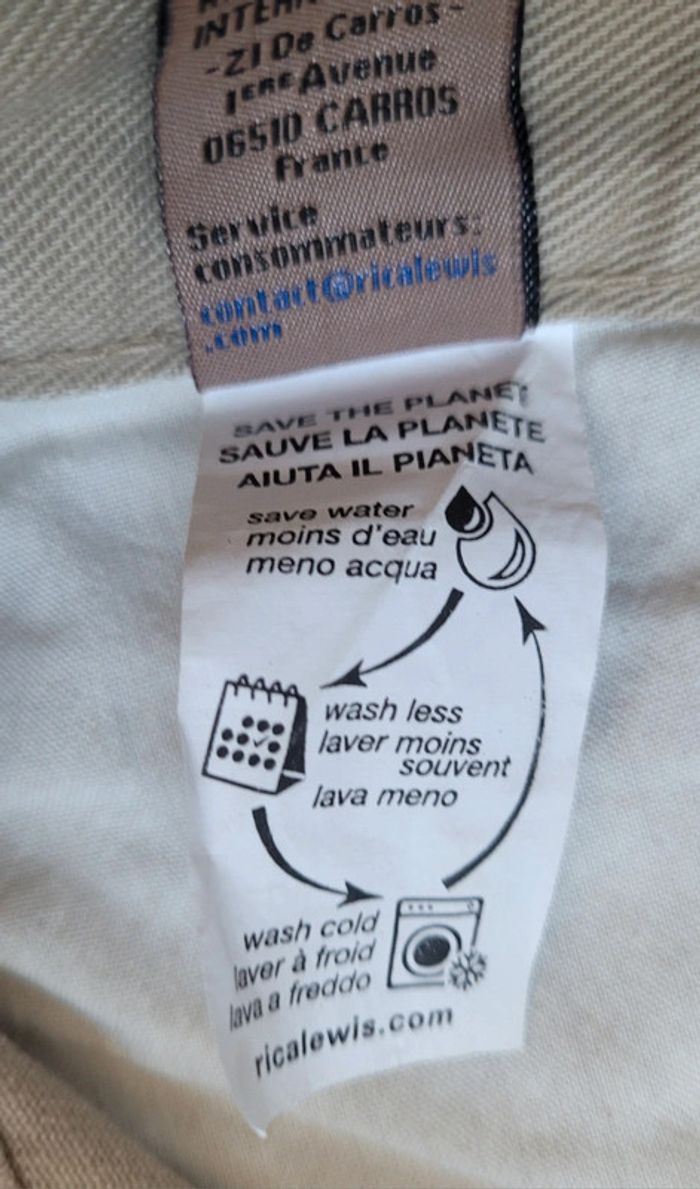 INTERN
-ZI De Carros-
1ERE Avenue
06510 CARROS
France
Service
consommateurs:
contact@ricalewis
.com
SAVE THE PLANET
SAUVE LA PLANÈTE
AIUTA IL PIANETA
save water
moins d'eau
meno acqua
wash less
laver moins
souvent
lava meno
wash cold
laver à froid
lava a freddo
ricalewis.com